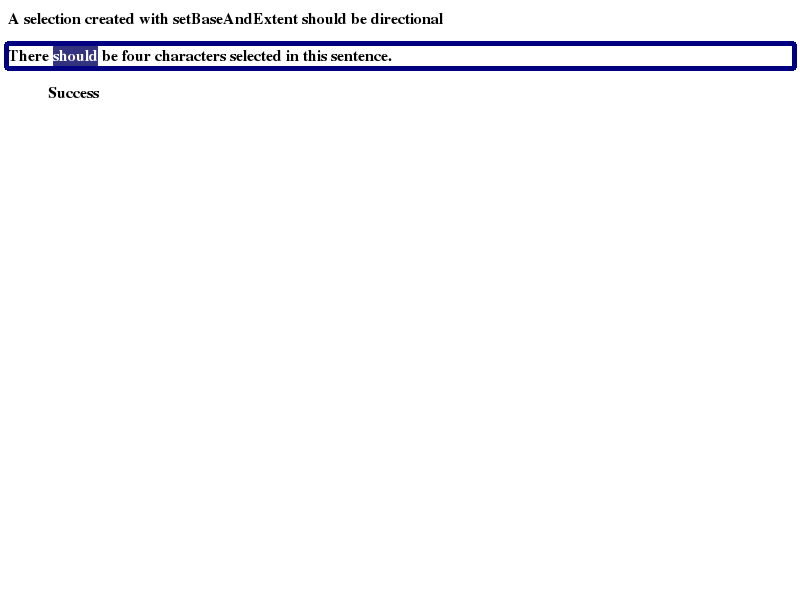 A selection created with setBaseAndExtent should be directional
There should be four characters selected in this sentence.
Success